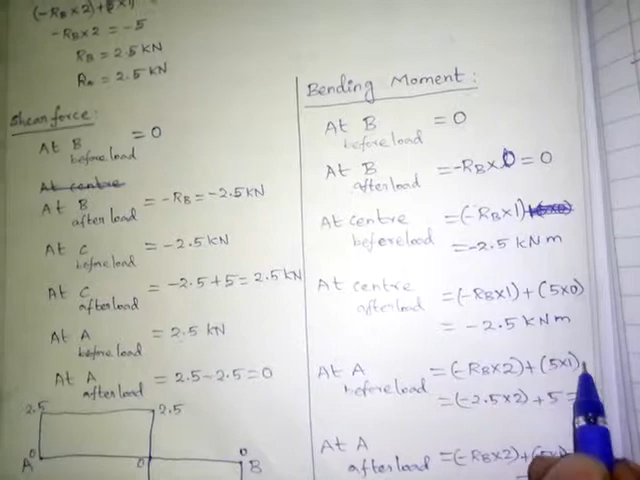 (-RB×2)+(5×1)
-RB×2 = -5
RB = 2.5 KN
RA = 2.5 KN
Shear force:
At B before load = 0
At centre
At B after load = -RB = -2.5 KN
At C before load = -2.5 KN
At C after load = -2.5+5 = 2.5 KN
At A before load = 2.5 KN
At A after load = 2.5-2.5 = 0
2.5 2.5
A 0 0 0 B
Bending Moment:
At B before load = 0
At B after load = -RB×0 = 0
At centre before load = (-RB×1)
= -2.5 KNm
At centre after load = (-RB×1) + (5×0)
= -2.5 KNm
At A before load = (-RB×2)+(5×1)
= (-2.5×2) + 5 =
At A after load = (-RB×2)+